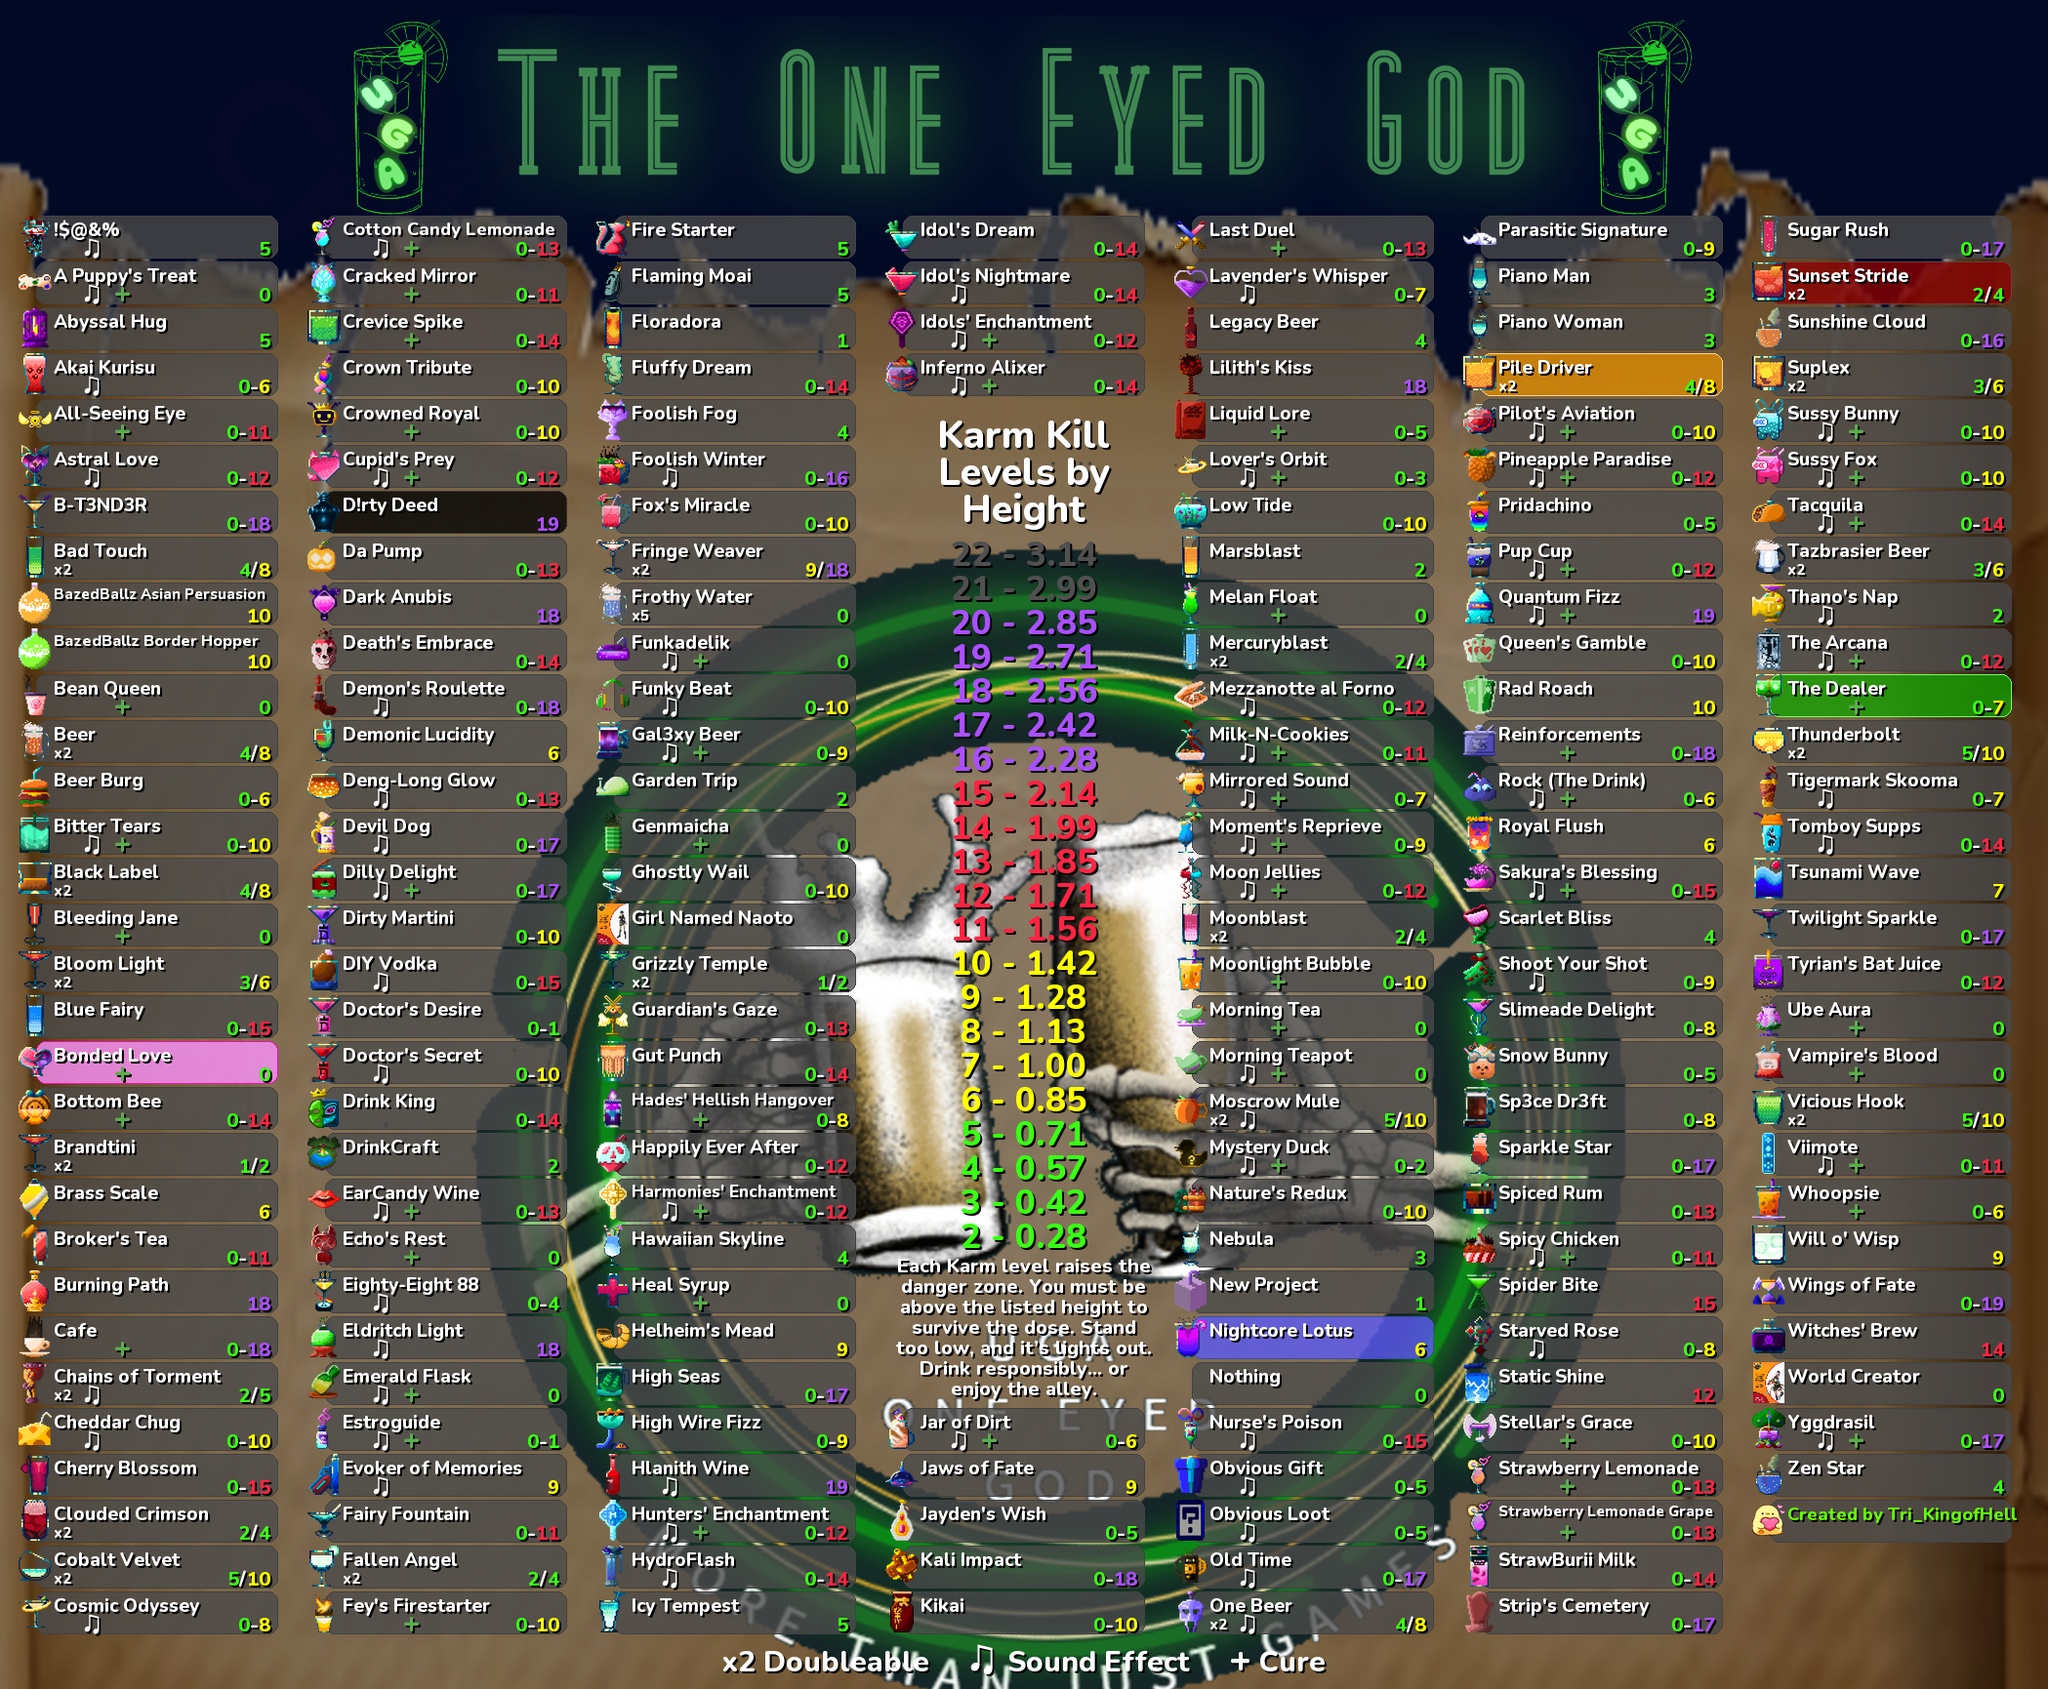 THE ONE EYED GOD
UGA
UGA
!$@&%
♫ 5
A Puppy's Treat
♫ + 0
Abyssal Hug
5
Akai Kurisu
♫ 0-6
All-Seeing Eye
+ 0-11
Astral Love
♫ 0-12
B-T3ND3R
0-18
Bad Touch
x2 4/8
BazedBallz Asian Persuasion
10
BazedBallz Border Hopper
10
Bean Queen
+ 0
Beer
x2 4/8
Beer Burg
0-6
Bitter Tears
♫ + 0-10
Black Label
x2 4/8
Bleeding Jane
+ 0
Bloom Light
x2 3/6
Blue Fairy
0-15
Bonded Love
+ 0
Bottom Bee
+ 0-14
Brandtini
x2 1/2
Brass Scale
6
Broker's Tea
0-11
Burning Path
18
Cafe
+ 0-18
Chains of Torment
x2 ♫ 2/5
Cheddar Chug
♫ 0-10
Cherry Blossom
0-15
Clouded Crimson
x2 2/4
Cobalt Velvet
x2 5/10
Cosmic Odyssey
♫ 0-8
Cotton Candy Lemonade
♫ + 0-13
Cracked Mirror
+ 0-11
Crevice Spike
+ 0-14
Crown Tribute
0-10
Crowned Royal
+ 0-10
Cupid's Prey
♫ + 0-12
D!rty Deed
19
Da Pump
0-13
Dark Anubis
18
Death's Embrace
0-14
Demon's Roulette
♫ 0-18
Demonic Lucidity
6
Deng-Long Glow
♫ 0-13
Devil Dog
♫ 0-17
Dilly Delight
♫ + 0-17
Dirty Martini
0-10
DIY Vodka
♫ 0-15
Doctor's Desire
0-1
Doctor's Secret
♫ 0-10
Drink King
0-14
DrinkCraft
2
EarCandy Wine
♫ + 0-13
Echo's Rest
+ 0
Eighty-Eight 88
♫ 0-4
Eldritch Light
♫ 18
Emerald Flask
♫ + 0
Estroguide
♫ + 0-1
Evoker of Memories
♫ 9
Fairy Fountain
0-11
Fallen Angel
x2 2/4
Fey's Firestarter
+ 0-10
Fire Starter
5
Flaming Moai
5
Floradora
1
Fluffy Dream
0-14
Foolish Fog
4
Foolish Winter
♫ 0-16
Fox's Miracle
0-10
Fringe Weaver
x2 9/18
Frothy Water
x5 0
Funkadelik
♫ + 0
Funky Beat
♫ 0-10
Gal3xy Beer
♫ + 0-9
Garden Trip
2
Genmaicha
+ 0
Ghostly Wail
0-10
Girl Named Naoto
0
Grizzly Temple
x2 1/2
Guardian's Gaze
0-13
Gut Punch
0-14
Hades' Hellish Hangover
+ 0-8
Happily Ever After
0-12
Harmonies' Enchantment
♫ + 0-12
Hawaiian Skyline
4
Heal Syrup
+ 0
Helheim's Mead
9
High Seas
0-17
High Wire Fizz
0-9
Hlanith Wine
♫ 19
Hunters' Enchantment
♫ + 0-12
HydroFlash
♫ 0-14
Icy Tempest
5
Idol's Dream
0-14
Idol's Nightmare
♫ 0-14
Idols' Enchantment
♫ + 0-12
Inferno Alixer
♫ + 0-14
Karm Kill
Levels by
Height
22 - 3.14
21 - 2.99
20 - 2.85
19 - 2.71
18 - 2.56
17 - 2.42
16 - 2.28
15 - 2.14
14 - 1.99
13 - 1.85
12 - 1.71
11 - 1.56
10 - 1.42
9 - 1.28
8 - 1.13
7 - 1.00
6 - 0.85
5 - 0.71
4 - 0.57
3 - 0.42
2 - 0.28
Each Karm level raises the
danger zone. You must be
above the listed height to
survive the dose. Stand
too low, and it's lights out.
Drink responsibly... or
enjoy the alley.
UGA
ONE EYED
GOD
Jar of Dirt
♫ + 0-6
Jaws of Fate
9
Jayden's Wish
0-5
Kali Impact
0-18
Kikai
0-10
Last Duel
+ 0-13
Lavender's Whisper
♫ 0-7
Legacy Beer
4
Lilith's Kiss
18
Liquid Lore
+ 0-5
Lover's Orbit
♫ + 0-3
Low Tide
0-10
Marsblast
2
Melan Float
+ 0
Mercuryblast
x2 2/4
Mezzanotte al Forno
♫ 0-12
Milk-N-Cookies
♫ + 0-11
Mirrored Sound
♫ + 0-7
Moment's Reprieve
♫ + 0-9
Moon Jellies
♫ + 0-12
Moonblast
x2 2/4
Moonlight Bubble
+ 0-10
Morning Tea
+ 0
Morning Teapot
♫ + 0
Moscrow Mule
x2 ♫ 5/10
Mystery Duck
♫ + 0-2
Nature's Redux
0-10
Nebula
3
New Project
1
Nightcore Lotus
6
Nothing
0
Nurse's Poison
♫ 0-15
Obvious Gift
♫ 0-5
Obvious Loot
♫ 0-5
Old Time
♫ 0-17
One Beer
x2 ♫ 4/8
Parasitic Signature
0-9
Piano Man
3
Piano Woman
3
Pile Driver
x2 4/8
Pilot's Aviation
♫ + 0-10
Pineapple Paradise
♫ + 0-12
Pridachino
0-5
Pup Cup
♫ + 0-12
Quantum Fizz
♫ + 19
Queen's Gamble
0-10
Rad Roach
10
Reinforcements
+ 0-18
Rock (The Drink)
♫ + 0-6
Royal Flush
6
Sakura's Blessing
♫ + 0-15
Scarlet Bliss
4
Shoot Your Shot
♫ 0-9
Slimeade Delight
0-8
Snow Bunny
0-5
Sp3ce Dr3ft
0-8
Sparkle Star
0-17
Spiced Rum
0-13
Spicy Chicken
♫ + 0-11
Spider Bite
15
Starved Rose
♫ 0-8
Static Shine
12
Stellar's Grace
+ 0-10
Strawberry Lemonade
+ 0-13
Strawberry Lemonade Grape
+ 0-13
StrawBurii Milk
0-14
Strip's Cemetery
0-17
Sugar Rush
0-17
Sunset Stride
x2 2/4
Sunshine Cloud
0-16
Suplex
x2 3/6
Sussy Bunny
♫ + 0-10
Sussy Fox
♫ + 0-10
Tacquila
♫ + 0-14
Tazbrasier Beer
x2 3/6
Thano's Nap
♫ 2
The Arcana
♫ + 0-12
The Dealer
+ 0-7
Thunderbolt
x2 5/10
Tigermark Skooma
♫ 0-7
Tomboy Supps
♫ 0-14
Tsunami Wave
7
Twilight Sparkle
0-17
Tyrian's Bat Juice
0-12
Ube Aura
+ 0
Vampire's Blood
+ 0
Vicious Hook
x2 5/10
Viimote
♫ + 0-11
Whoopsie
+ 0-6
Will o' Wisp
9
Wings of Fate
0-19
Witches' Brew
14
World Creator
0
Yggdrasil
♫ + 0-17
Zen Star
4
Created by Tri_KingofHell
MORE THAN JUST GAMES
x2 Doubleable ♫ Sound Effect + Cure